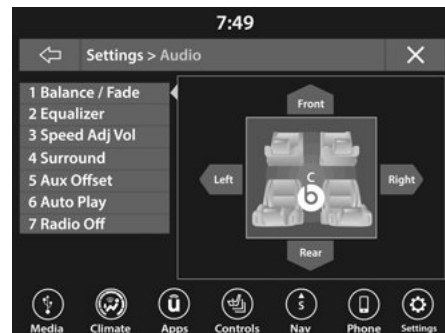 7:49
Settings > Audio
1 Balance / Fade
2 Equalizer
3 Speed Adj Vol
4 Surround
5 Aux Offset
6 Auto Play
7 Radio Off
Front
Left
C
b
Right
Rear
S
Media Climate Apps Controls Nav Phone Settings